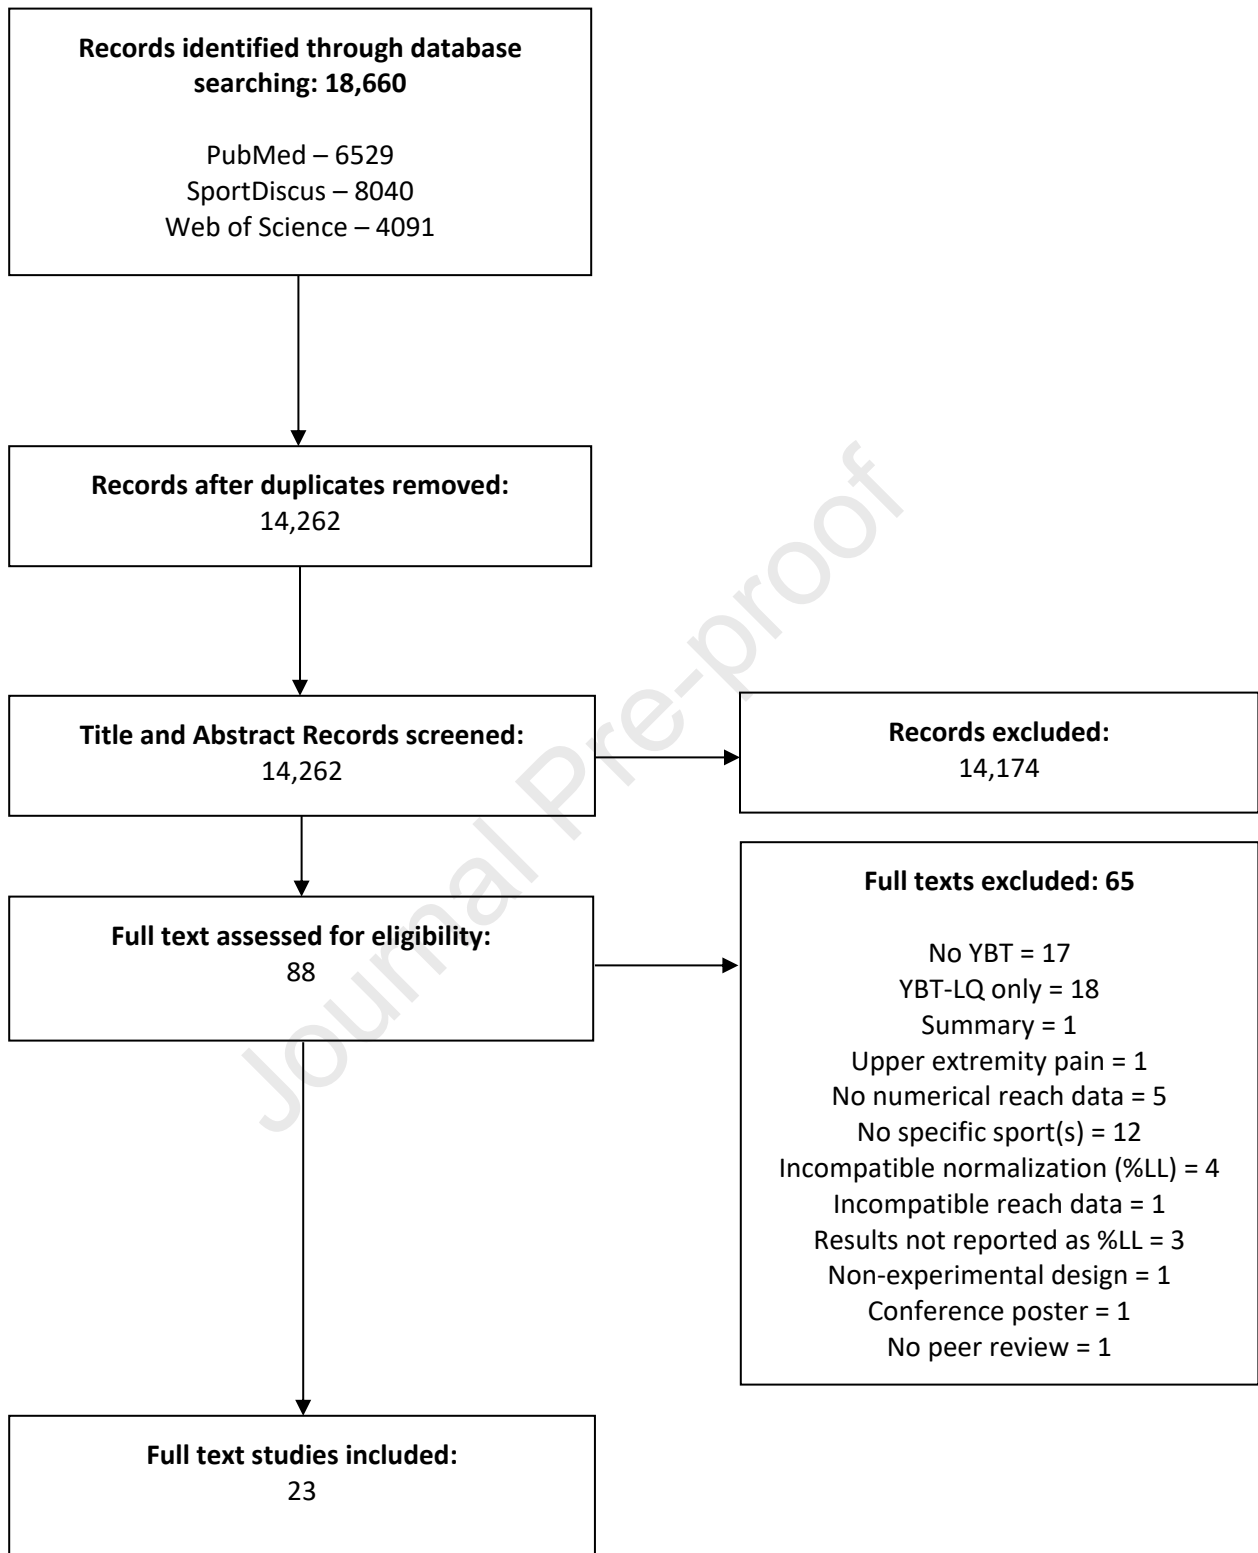 Records identified through database
searching: 18,660
PubMed – 6529
SportDiscus – 8040
Web of Science – 4091
Records after duplicates removed:
14,262
Title and Abstract Records screened:
14,262
Records excluded:
14,174
Full text assessed for eligibility:
88
Full texts excluded: 65
No YBT = 17
YBT-LQ only = 18
Summary = 1
Upper extremity pain = 1
No numerical reach data = 5
No specific sport(s) = 12
Incompatible normalization (%LL) = 4
Incompatible reach data = 1
Results not reported as %LL = 3
Non-experimental design = 1
Conference poster = 1
No peer review = 1
Full text studies included:
23
Journal Pre-proof